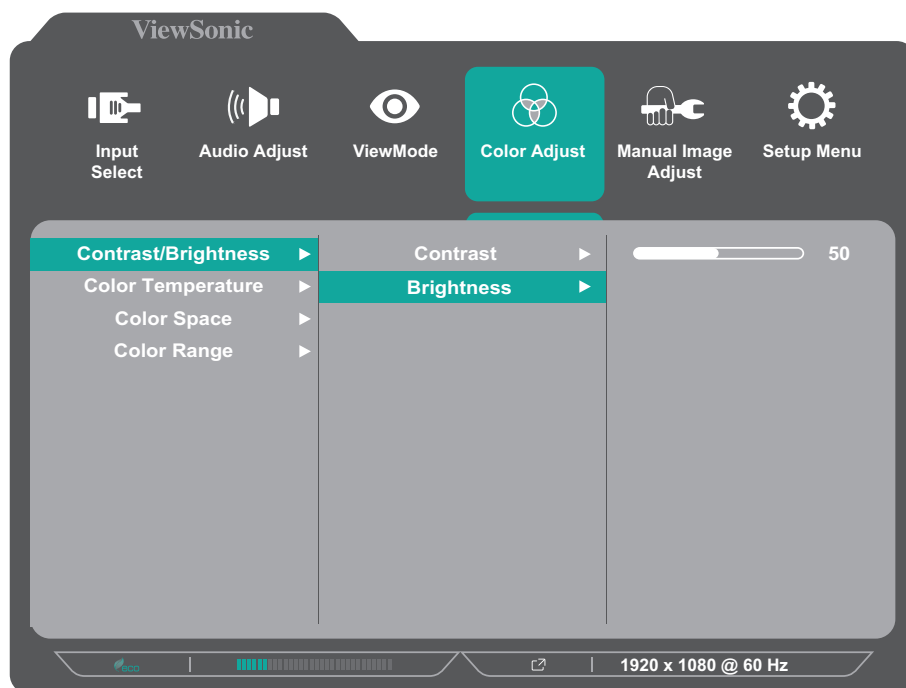 ViewSonic
Input
Select
Audio Adjust
ViewMode
Color Adjust
Manual Image
Adjust
Setup Menu
Contrast/Brightness
Color Temperature
Color Space
Color Range
Contrast
Brightness
50
eco
1920 x 1080 @ 60 Hz